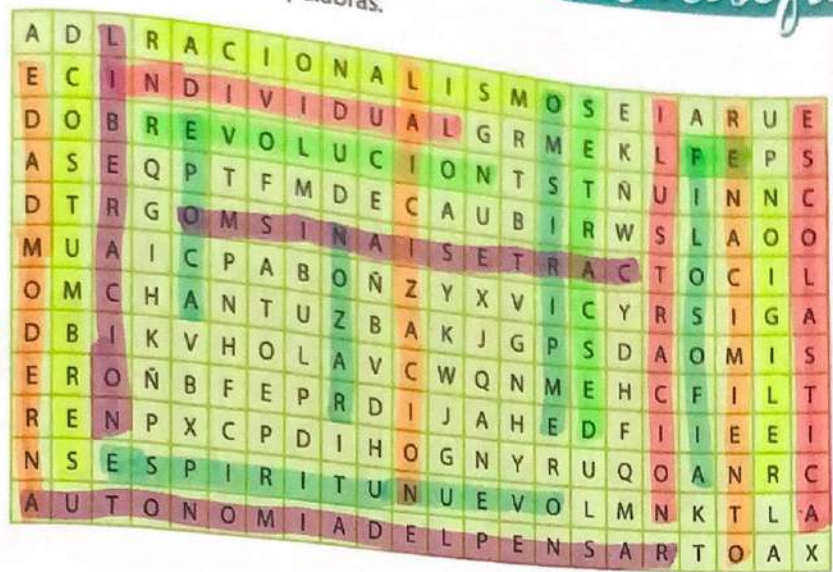 palabras.
A D L R A C I O N A L I S M O S E I A R U E
E C I N D I V I D U A L G R M E K L F E P S
D O B R E V O L U C I O N T S T Ñ U I N N C
A S E Q P T F M D E C A U B I R W S L A O O
D T R G O M S I N A I S E T R A C T O C I L
M U A I C P A B O Ñ Z Y X V I C Y R S I G A
O M C H A N T U Z B A K J G P S D A O M I S
D B I K V H O L A V C W Q N M E H C F I L T
E R O Ñ B F E P R D I J A H E D F I I E E I
R E N P X C P D I H O G N Y R U Q O A N R C
N S E S P I R I T U N U E V O L M N K T L A
A U T O N O M I A D E L P E N S A R T O A X